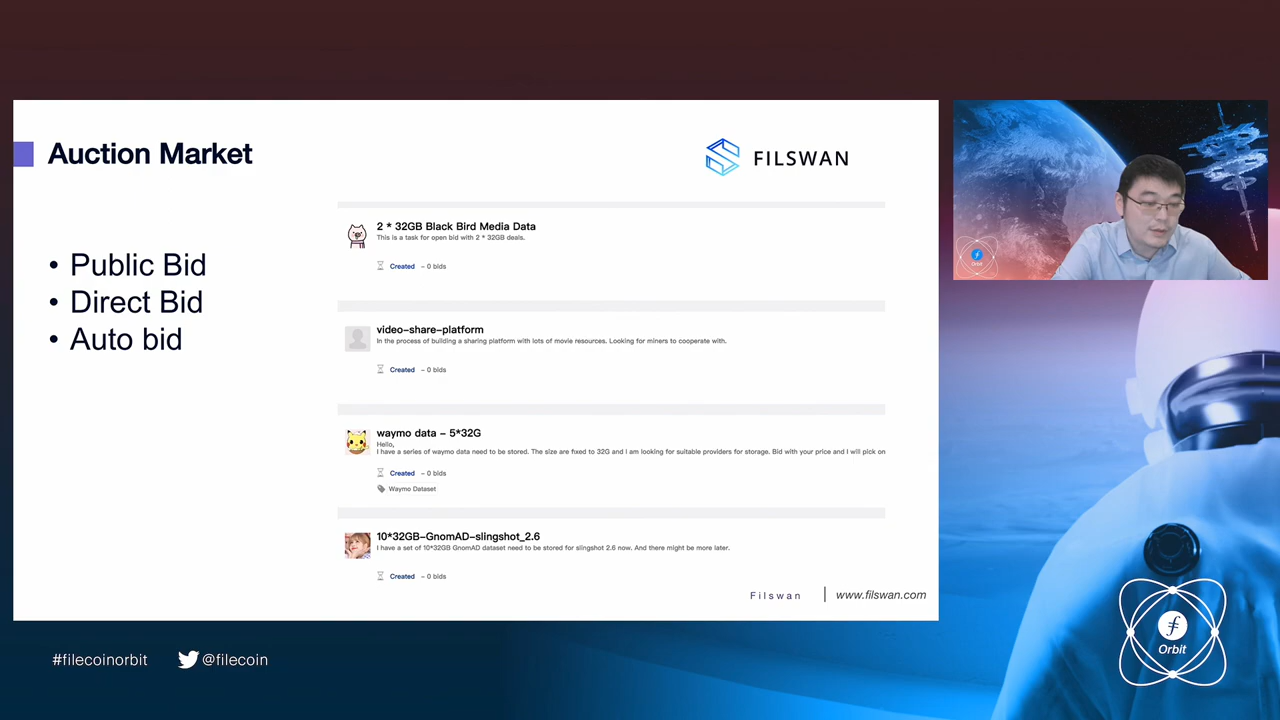 Auction Market
FILSWAN
• Public Bid
• Direct Bid
• Auto bid
2 * 32GB Black Bird Media Data
This is a task for open bid with 2 * 32GB deals.
Created - 0 bids
video-share-platform
In the process of building a sharing platform with lots of movie resources. Looking for miners to cooperate with.
Created - 0 bids
waymo data - 5*32G
Hello,
I have a series of waymo data need to be stored. The size are fixed to 32G and I am looking for suitable providers for storage. Bid with your price and I will pick on
Created - 0 bids
Waymo Dataset
10*32GB-GnomAD-slingshot_2.6
I have a set of 10*32GB GnomAD dataset need to be stored for slingshot 2.6 now. And there might be more later.
Created - 0 bids
Filswan | www.filswan.com
Orbit
Orbit
#filecoinorbit @filecoin